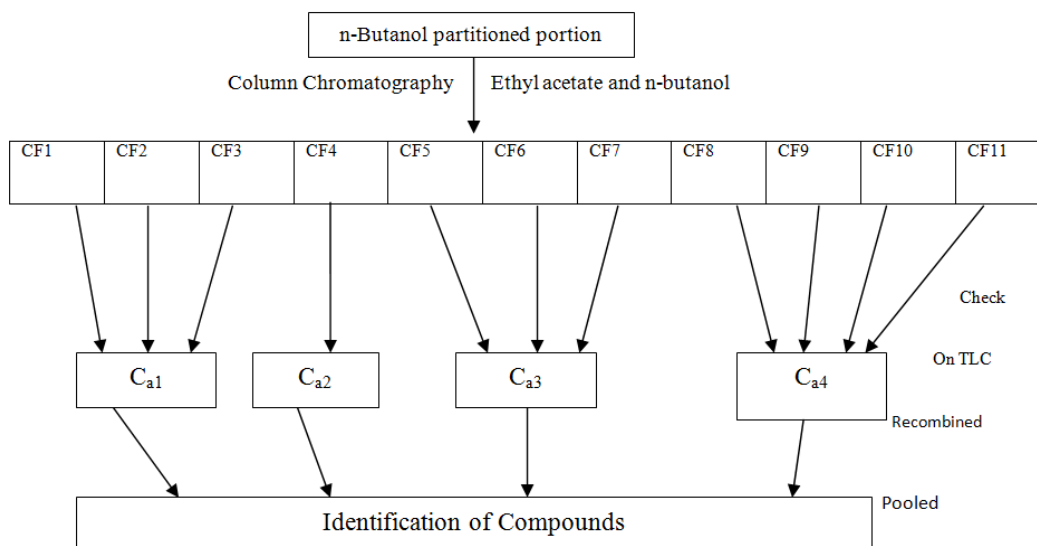 n-Butanol partitioned portion
Column Chromatography Ethyl acetate and n-butanol
CF1 CF2 CF3 CF4 CF5 CF6 CF7 CF8 CF9 CF10 CF11
Check
On TLC
Ca1 Ca2 Ca3 Ca4
Recombined
Pooled
Identification of Compounds